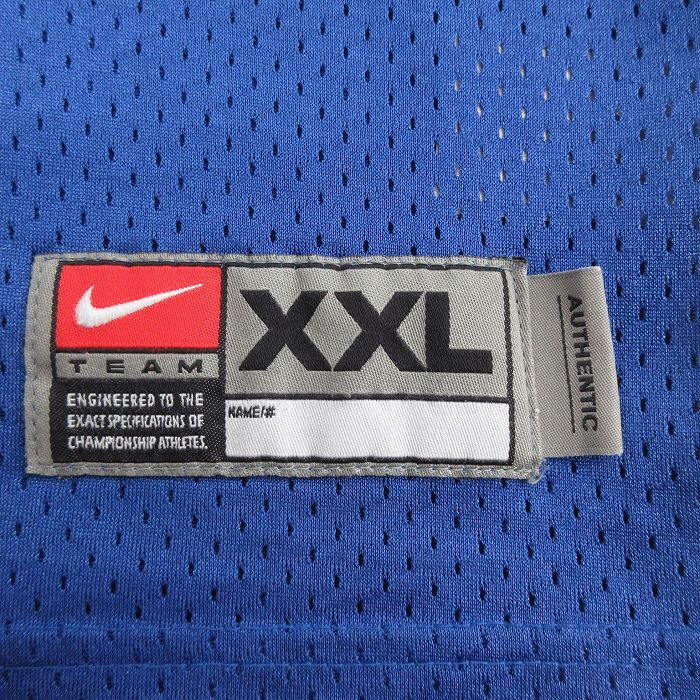 TEAM
XXL
ENGINEERED TO THE
EXACT SPECIFICATIONS OF
CHAMPIONSHIP ATHLETES.
NAME/#
AUTHENTIC